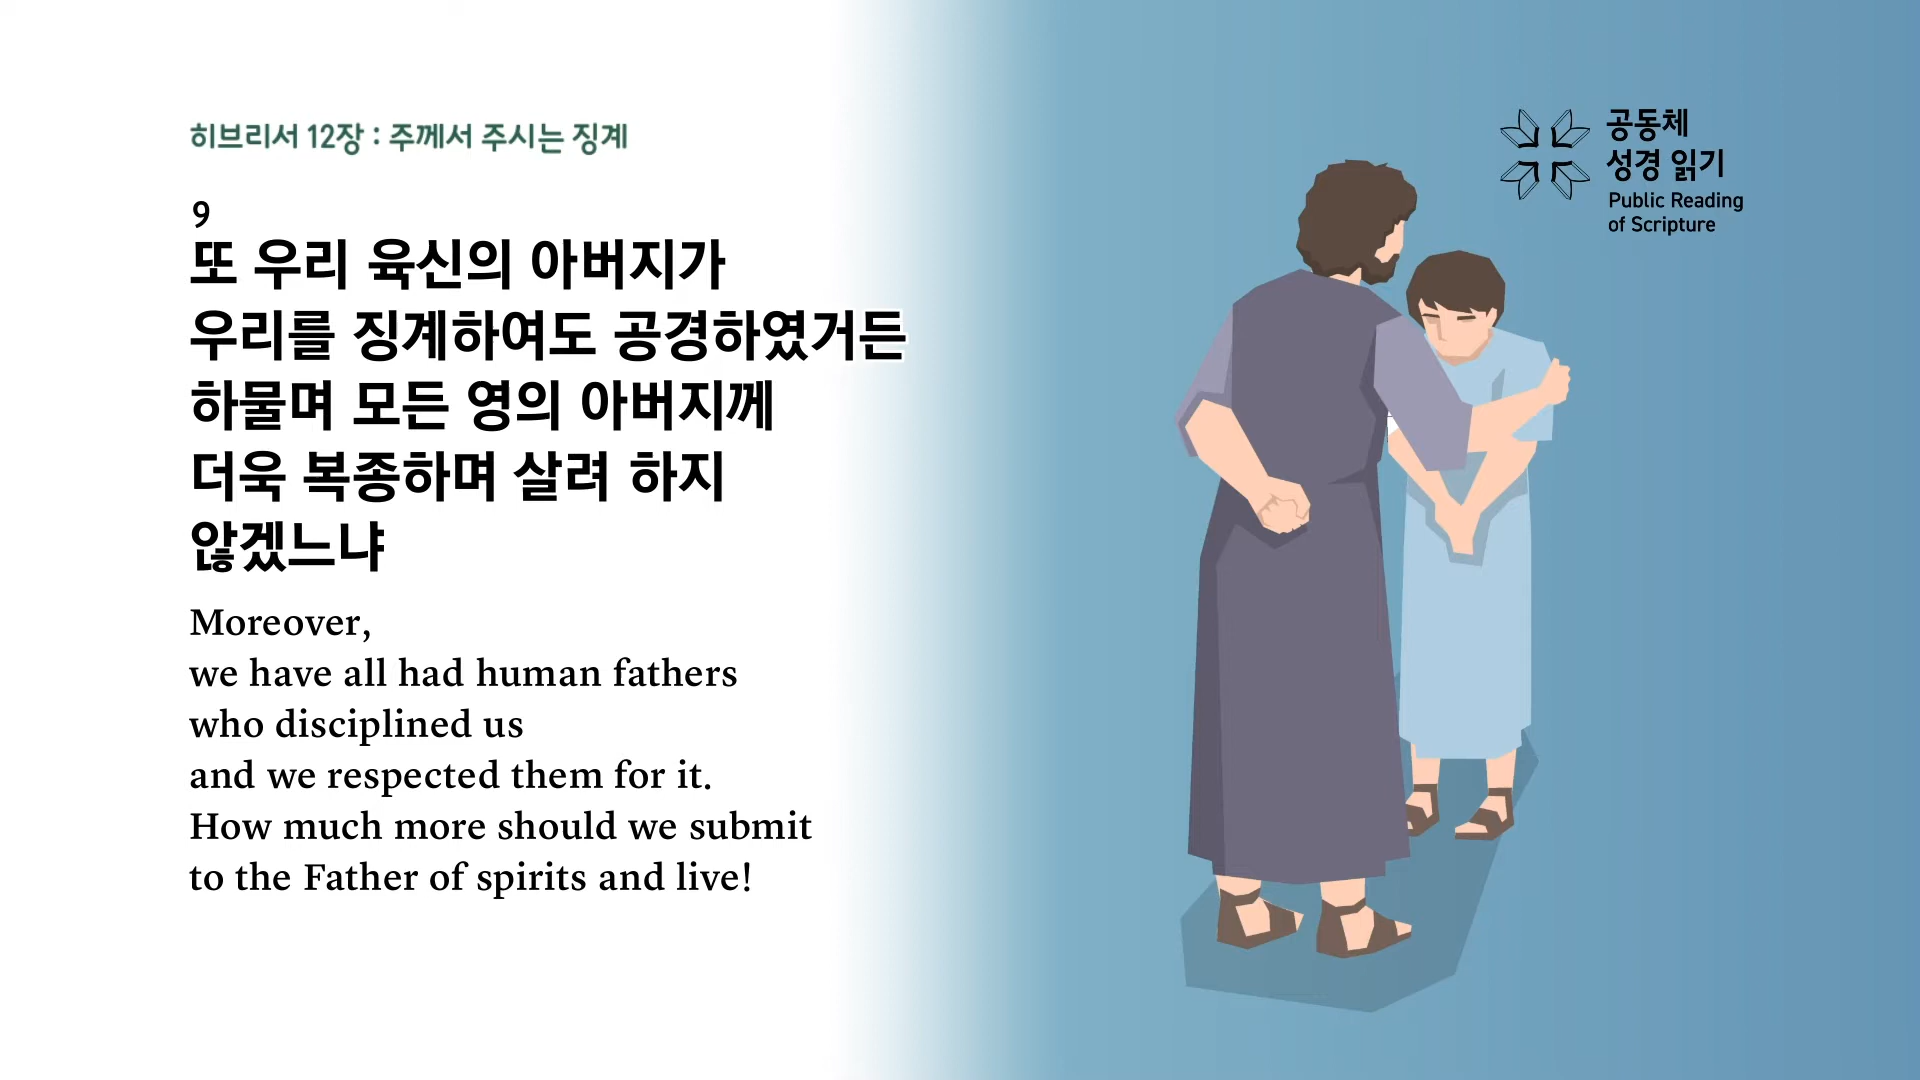 히브리서 12장 : 주께서 주시는 징계
9
또 우리 육신의 아버지가
우리를 징계하여도 공경하였거든
하물며 모든 영의 아버지께
더욱 복종하며 살려 하지
않겠느냐
Moreover,
we have all had human fathers
who disciplined us
and we respected them for it.
How much more should we submit
to the Father of spirits and live!
공동체
성경 읽기
Public Reading
of Scripture